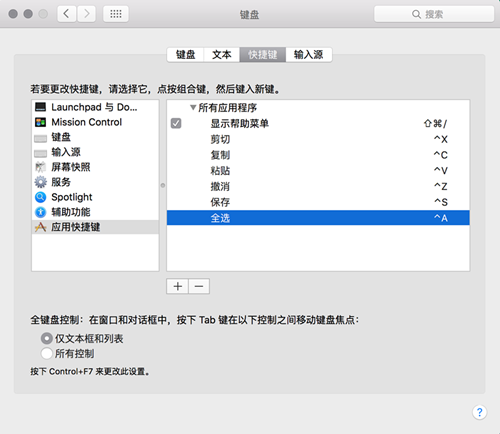 键盘
搜索
键盘 文本 快捷键 输入源
若要更改快捷键，请选择它，点按组合键，然后键入新键。
Launchpad 与 Do...
Mission Control
键盘
输入源
屏幕快照
服务
Spotlight
辅助功能
应用快捷键
所有应用程序
显示帮助菜单 ⇧⌘/
剪切 ^X
复制 ^C
粘贴 ^V
撤消 ^Z
保存 ^S
全选 ^A
+ −
全键盘控制：在窗口和对话框中，按下 Tab 键在以下控制之间移动键盘焦点：
仅文本框和列表
所有控制
按下 Control+F7 来更改此设置。
?